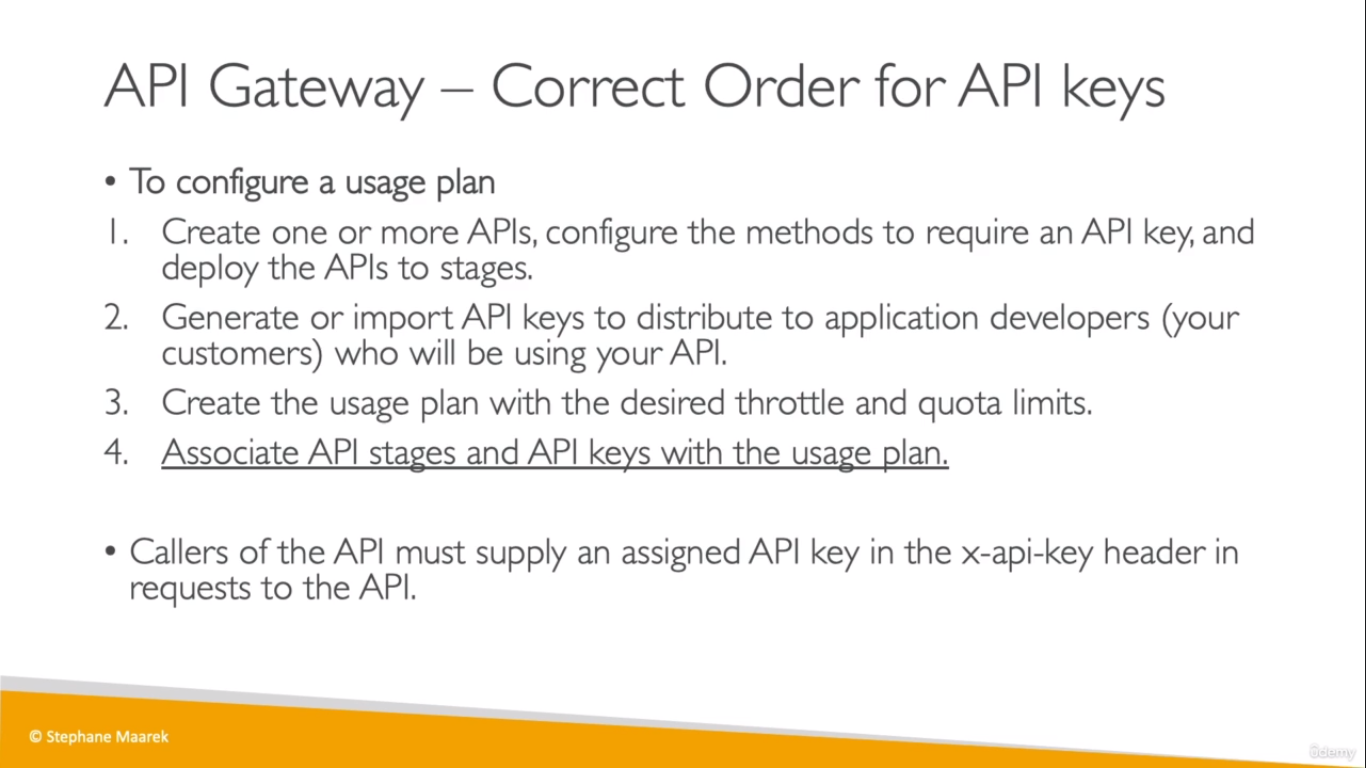 API Gateway – Correct Order for API keys
• To configure a usage plan
1. Create one or more APIs, configure the methods to require an API key, and
deploy the APIs to stages.
2. Generate or import API keys to distribute to application developers (your
customers) who will be using your API.
3. Create the usage plan with the desired throttle and quota limits.
4. Associate API stages and API keys with the usage plan.
• Callers of the API must supply an assigned API key in the x-api-key header in
requests to the API.
© Stephane Maarek
ûdemy